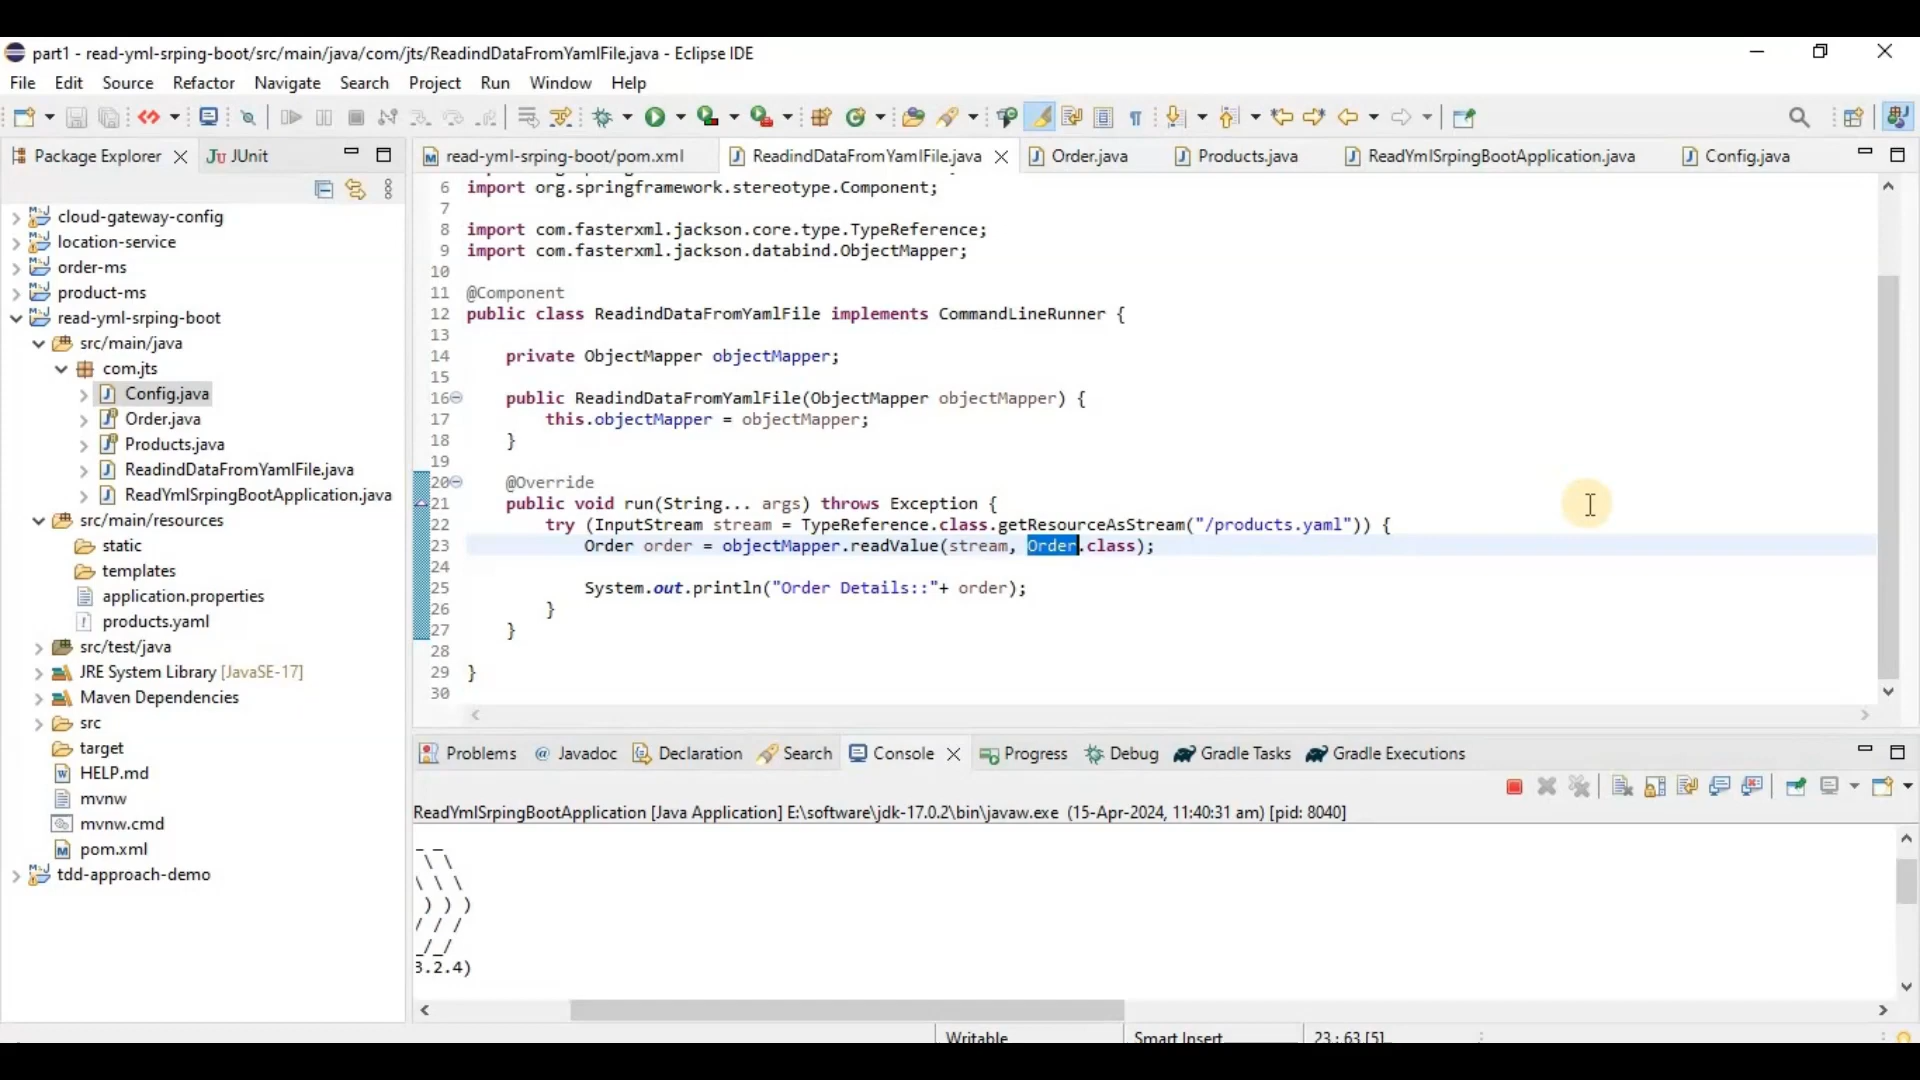 part1 - read-yml-srping-boot/src/main/java/com/jts/ReadindDataFromYamlFile.java - Eclipse IDE
File Edit Source Refactor Navigate Search Project Run Window Help
Package Explorer JUnit
read-yml-srping-boot/pom.xml ReadindDataFromYamlFile.java Order.java Products.java ReadYmlSrpingBootApplication.java Config.java
cloud-gateway-config
location-service
order-ms
product-ms
read-yml-srping-boot
src/main/java
com.jts
Config.java
Order.java
Products.java
ReadindDataFromYamlFile.java
ReadYmlSrpingBootApplication.java
src/main/resources
static
templates
application.properties
products.yaml
src/test/java
JRE System Library [JavaSE-17]
Maven Dependencies
src
target
HELP.md
mvnw
mvnw.cmd
pom.xml
tdd-approach-demo
6 import org.springframework.stereotype.Component;
7
8 import com.fasterxml.jackson.core.type.TypeReference;
9 import com.fasterxml.jackson.databind.ObjectMapper;
10
11 @Component
12 public class ReadindDataFromYamlFile implements CommandLineRunner {
13
14 private ObjectMapper objectMapper;
15
16 public ReadindDataFromYamlFile(ObjectMapper objectMapper) {
17 this.objectMapper = objectMapper;
18 }
19
20 @Override
21 public void run(String... args) throws Exception {
22 try (InputStream stream = TypeReference.class.getResourceAsStream("/products.yaml")) {
23 Order order = objectMapper.readValue(stream, Order.class);
24
25 System.out.println("Order Details::"+ order);
26 }
27 }
28
29 }
30
Problems Javadoc Declaration Search Console Progress Debug Gradle Tasks Gradle Executions
ReadYmlSrpingBootApplication [Java Application] E:\software\jdk-17.0.2\bin\javaw.exe (15-Apr-2024, 11:40:31 am) [pid: 8040]
_ _
\ \
\ \ \
) ) )
/ / /
_/_/
3.2.4)
Writable Smart Insert 23 : 63 [5]